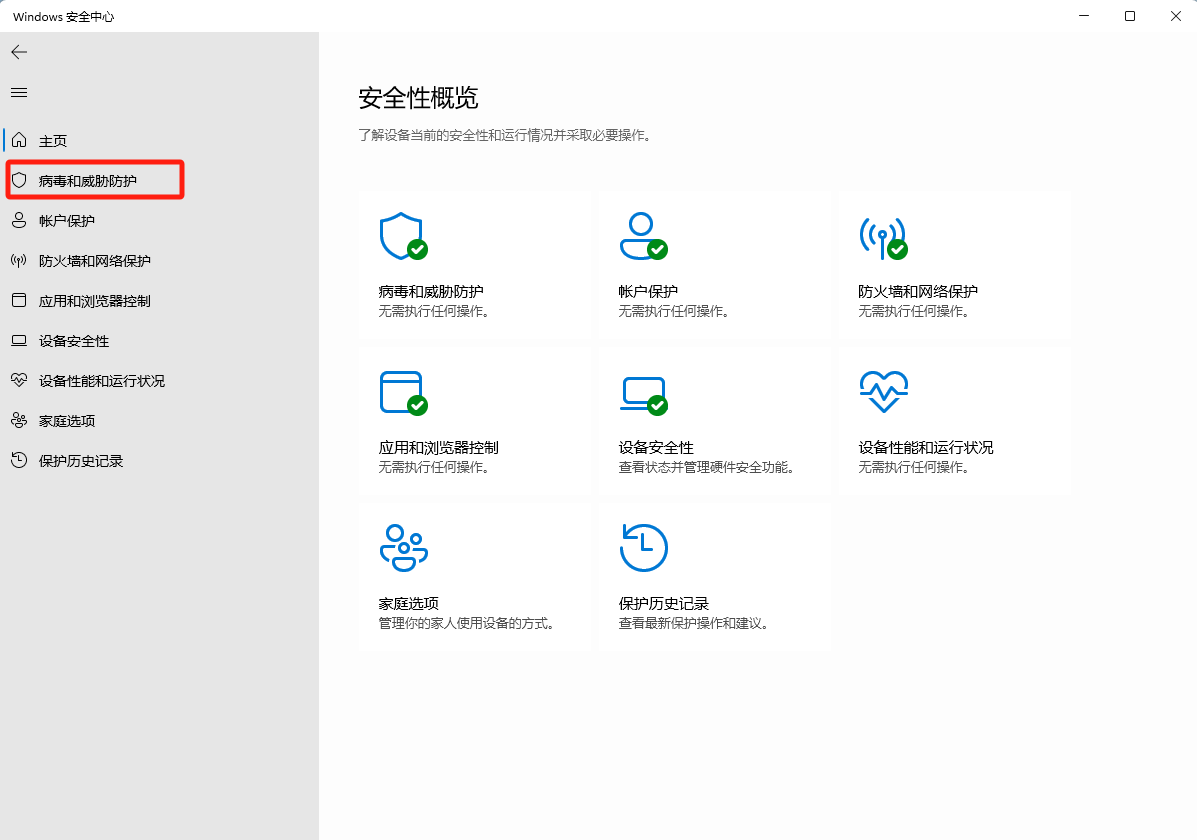 Windows 安全中心
主页
病毒和威胁防护
帐户保护
防火墙和网络保护
应用和浏览器控制
设备安全性
设备性能和运行状况
家庭选项
保护历史记录
安全性概览
了解设备当前的安全性和运行情况并采取必要操作。
病毒和威胁防护
无需执行任何操作。
帐户保护
无需执行任何操作。
防火墙和网络保护
无需执行任何操作。
应用和浏览器控制
无需执行任何操作。
设备安全性
查看状态并管理硬件安全功能。
设备性能和运行状况
无需执行任何操作。
家庭选项
管理你的家人使用设备的方式。
保护历史记录
查看最新保护操作和建议。